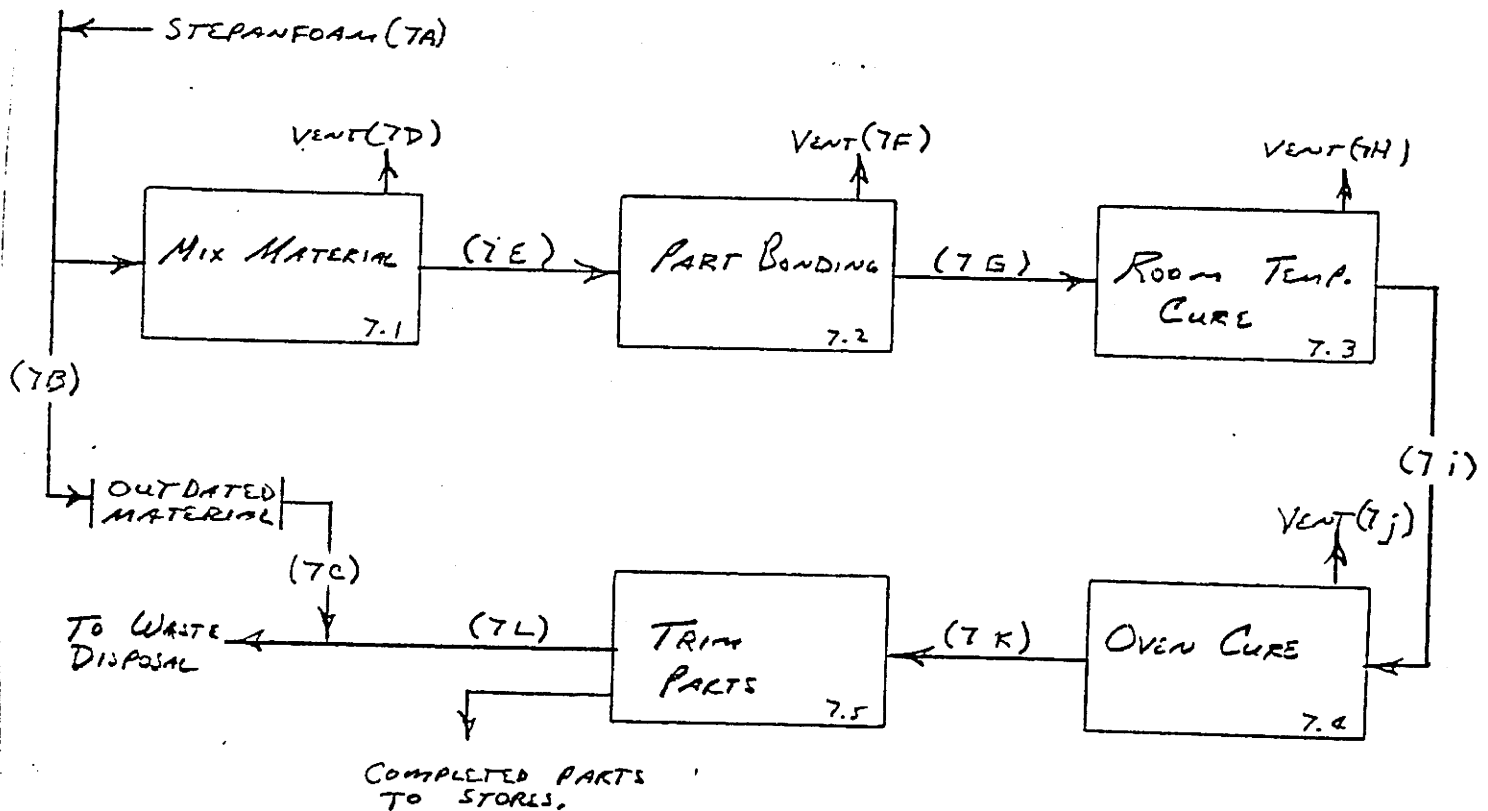 STEPANFOAM (7A)
VENT (7D)
VENT (7F)
VENT (7H)
MIX MATERIAL
7.1
(7E)
PART BONDING
7.2
(7G)
ROOM TEMP.
CURE
7.3
(7B)
(7i)
OUTDATED
MATERIAL
(7C)
VENT (7j)
TO WASTE
DISPOSAL
(7L)
TRIM
PARTS
7.5
(7K)
OVEN CURE
7.4
COMPLETED PARTS
TO STORES.